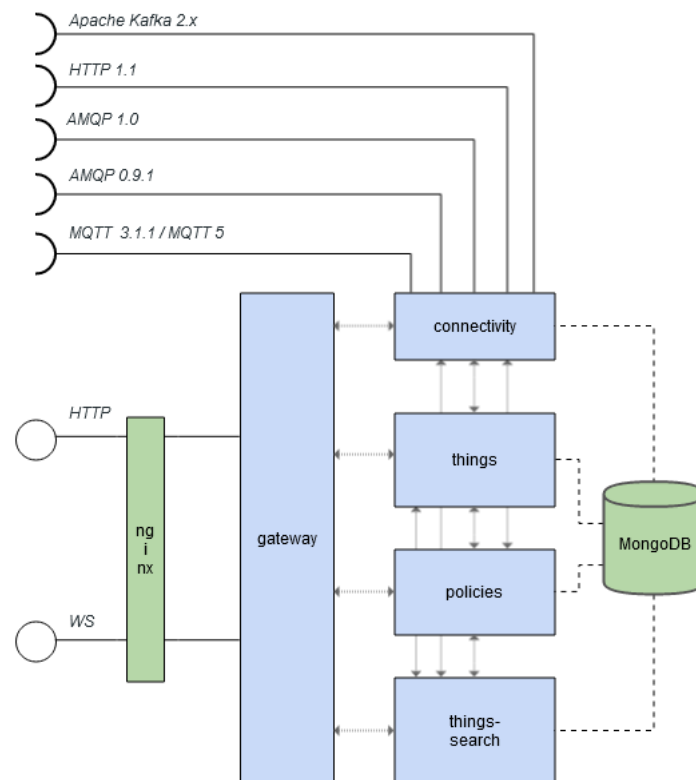 Apache Kafka 2.x
HTTP 1.1
AMQP 1.0
AMQP 0.9.1
MQTT 3.1.1 / MQTT 5
connectivity
HTTP
things
ng
i
nx
gateway
MongoDB
policies
WS
things-
search